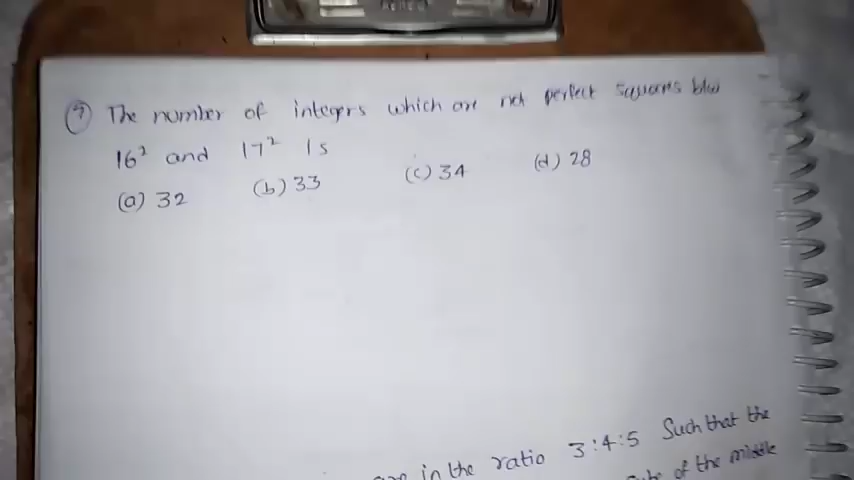 9 The number of integers which are not perfect squares b/w
16² and 17² is
(a) 32 (b) 33 (c) 34 (d) 28
in the ratio 3:4:5 Such that the
of the middle